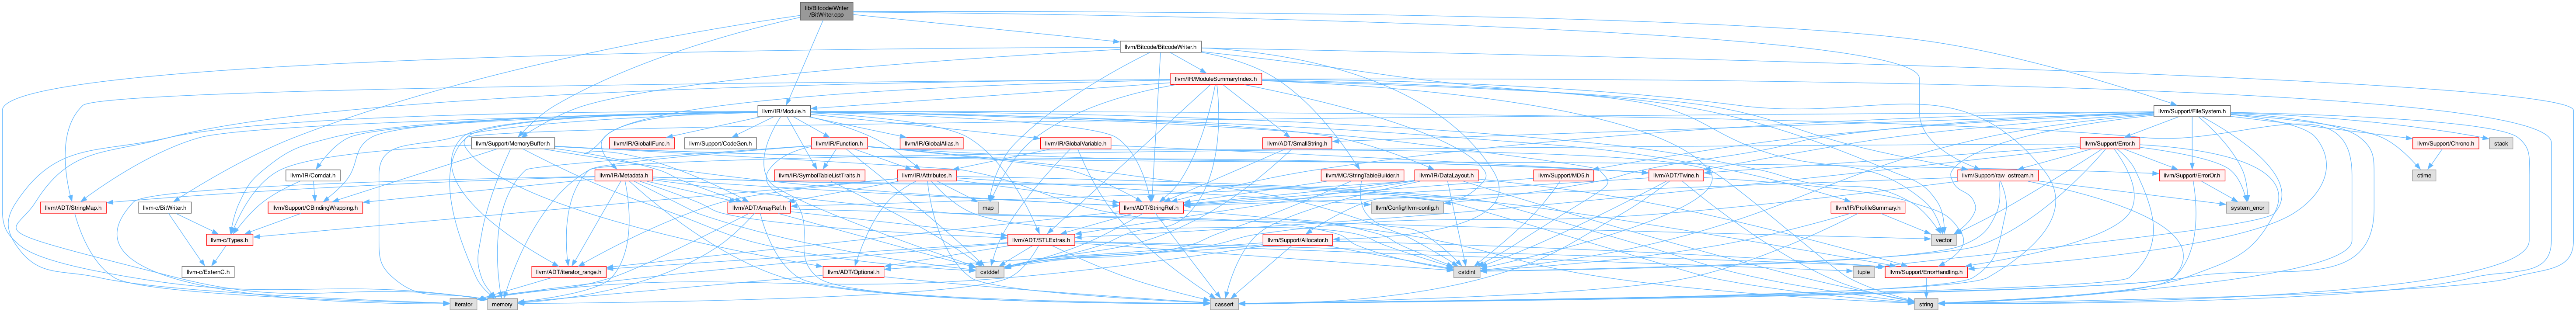 lib/Bitcode/Writer
/BitWriter.cpp
llvm/Bitcode/BitcodeWriter.h
llvm/IR/ModuleSummaryIndex.h
llvm/IR/Module.h
llvm/Support/FileSystem.h
llvm/Support/MemoryBuffer.h
llvm/IR/GlobalIFunc.h
llvm/Support/CodeGen.h
llvm/IR/Function.h
llvm/IR/GlobalAlias.h
llvm/IR/GlobalVariable.h
llvm/ADT/SmallString.h
llvm/Support/Error.h
llvm/Support/Chrono.h
stack
llvm/IR/Comdat.h
llvm/IR/Metadata.h
llvm/IR/SymbolTableListTraits.h
llvm/IR/Attributes.h
llvm/MC/StringTableBuilder.h
llvm/IR/DataLayout.h
llvm/Support/MD5.h
llvm/ADT/Twine.h
llvm/Support/raw_ostream.h
llvm/Support/ErrorOr.h
ctime
llvm/ADT/StringMap.h
llvm-c/BitWriter.h
llvm/Support/CBindingWrapping.h
llvm/ADT/ArrayRef.h
map
llvm/ADT/StringRef.h
llvm/Config/llvm-config.h
llvm/IR/ProfileSummary.h
system_error
llvm-c/Types.h
llvm/ADT/STLExtras.h
llvm/Support/Allocator.h
vector
llvm-c/ExternC.h
llvm/ADT/iterator_range.h
llvm/ADT/Optional.h
cstddef
cstdint
tuple
llvm/Support/ErrorHandling.h
iterator
memory
cassert
string